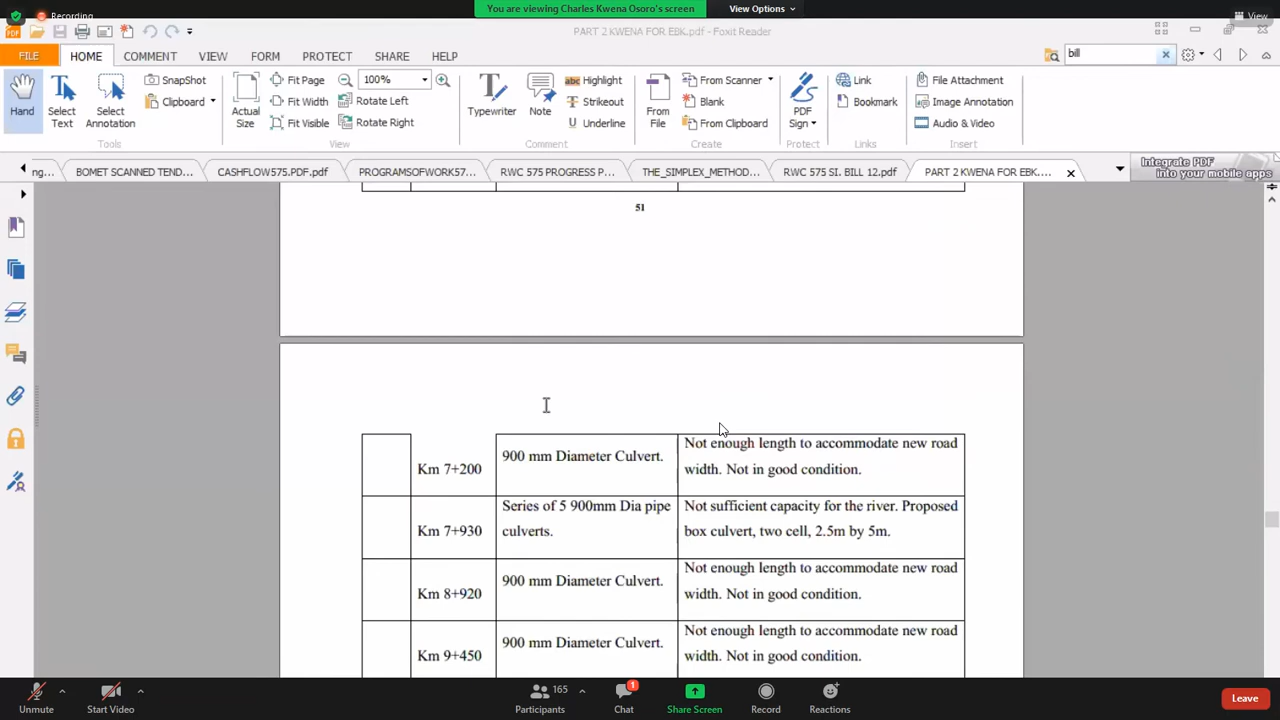 Recording
You are viewing Charles Kwena Osoro's screen
View Options
View
PART 2 KWENA FOR EBK.pdf - Foxit Reader
FILE
HOME
COMMENT
VIEW
FORM
PROTECT
SHARE
HELP
bill
Hand
Select
Text
Select
Annotation
SnapShot
Clipboard
Tools
Actual
Size
Fit Page
Fit Width
Fit Visible
100%
Rotate Left
Rotate Right
View
Typewriter
Note
Highlight
Strikeout
Underline
Comment
From
File
From Scanner
Blank
From Clipboard
Create
PDF
Sign
Protect
Link
Bookmark
Links
File Attachment
Image Annotation
Audio & Video
Insert
ng...
BOMET SCANNED TEND...
CASHFLOW575.PDF.pdf
PROGRAMSOFWORK57...
RWC 575 PROGRESS P...
THE_SIMPLEX_METHOD...
RWC 575 SI. BILL 12.pdf
PART 2 KWENA FOR EBK....
Integrate PDF
into your mobile apps
51
Km 7+200
900 mm Diameter Culvert.
Not enough length to accommodate new road
width. Not in good condition.
Km 7+930
Series of 5 900mm Dia pipe
culverts.
Not sufficient capacity for the river. Proposed
box culvert, two cell, 2.5m by 5m.
Km 8+920
900 mm Diameter Culvert.
Not enough length to accommodate new road
width. Not in good condition.
Km 9+450
900 mm Diameter Culvert.
Not enough length to accommodate new road
width. Not in good condition.
Unmute
Start Video
165
Participants
1
Chat
Share Screen
Record
Reactions
Leave